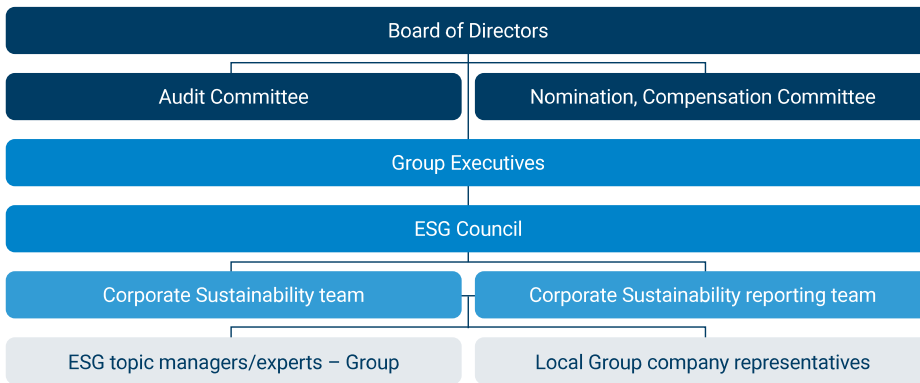 Board of Directors
Audit Committee
Nomination, Compensation Committee
Group Executives
ESG Council
Corporate Sustainability team
Corporate Sustainability reporting team
ESG topic managers/experts – Group
Local Group company representatives